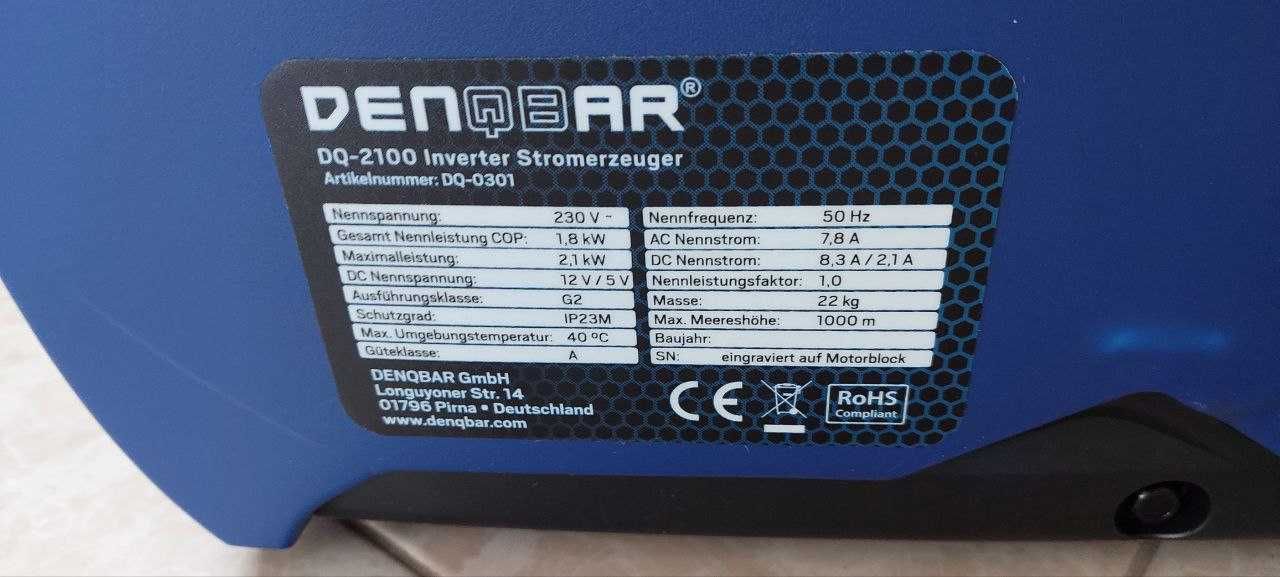 DENQBAR®
DQ-2100 Inverter Stromerzeuger
Artikelnummer: DQ-0301
Nennspannung: 230 V ~ Nennfrequenz: 50 Hz
Gesamt Nennleistung COP: 1,8 kW AC Nennstrom: 7,8 A
Maximalleistung: 2,1 kW DC Nennstrom: 8,3 A / 2,1 A
DC Nennspannung: 12 V / 5 V Nennleistungsfaktor: 1,0
Ausführungsklasse: G2 Masse: 22 kg
Schutzgrad: IP23M Max. Meereshöhe: 1000 m
Max. Umgebungstemperatur: 40 °C Baujahr:
Güteklasse: A SN: eingraviert auf Motorblock
DENQBAR GmbH
Longuyoner Str. 14
01796 Pirna • Deutschland
www.denqbar.com
CE
RoHS
Compliant